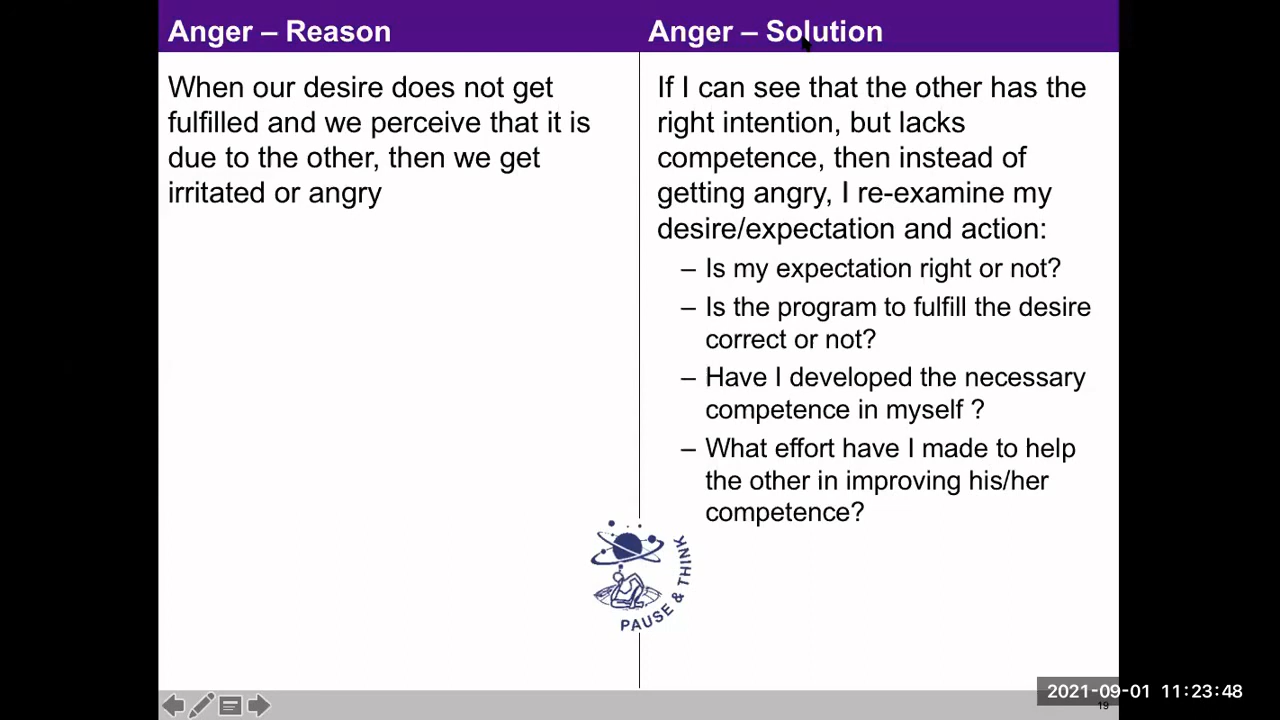 Anger – Reason
Anger – Solution
When our desire does not get
fulfilled and we perceive that it is
due to the other, then we get
irritated or angry
If I can see that the other has the
right intention, but lacks
competence, then instead of
getting angry, I re-examine my
desire/expectation and action:
– Is my expectation right or not?
– Is the program to fulfill the desire
correct or not?
– Have I developed the necessary
competence in myself ?
– What effort have I made to help
the other in improving his/her
competence?
PAUSE & THINK
2021-09-01 11:23:48
19